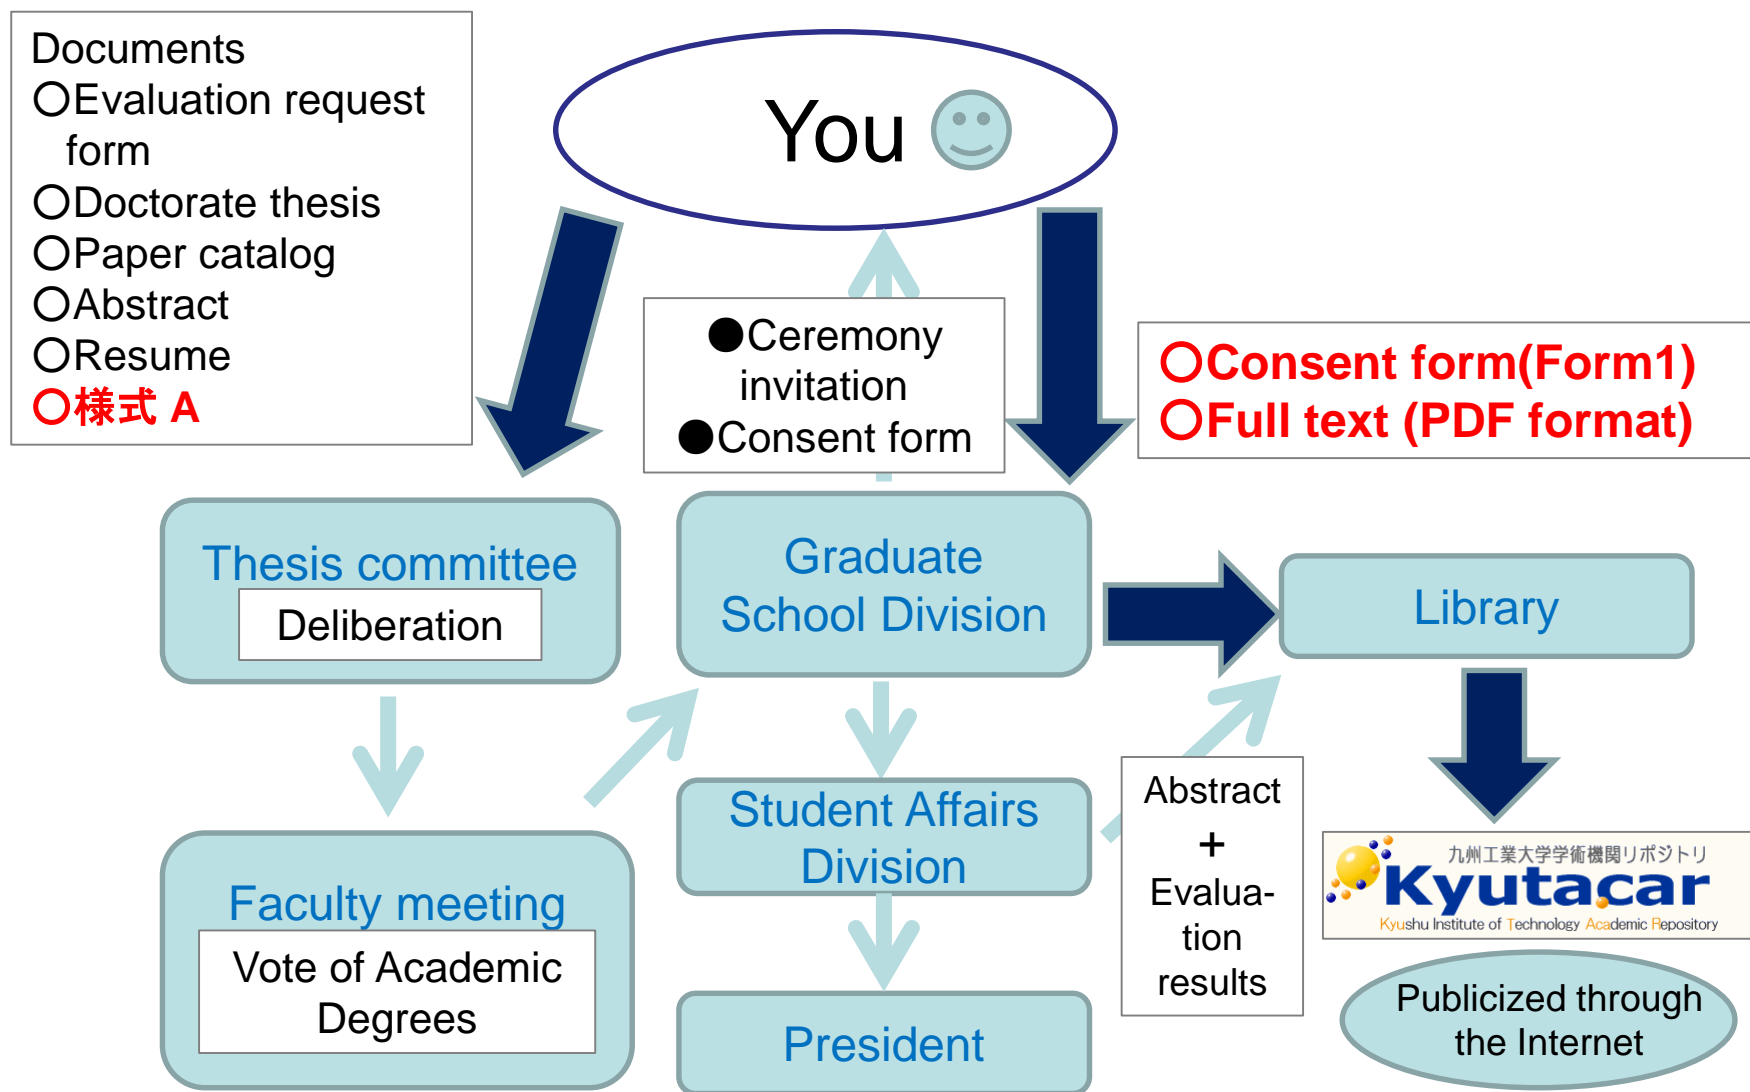 Documents
〇Evaluation request
form
〇Doctorate thesis
〇Paper catalog
〇Abstract
〇Resume
〇様式 A
You
●Ceremony
invitation
●Consent form
〇Consent form(Form1)
〇Full text (PDF format)
Thesis committee
Deliberation
Graduate
School Division
Library
Student Affairs
Division
Abstract
+
Evalua-
tion
results
九州工業大学学術機関リポジトリ
Kyutacar
Kyushu Institute of Technology Academic Repository
Faculty meeting
Vote of Academic
Degrees
President
Publicized through
the Internet